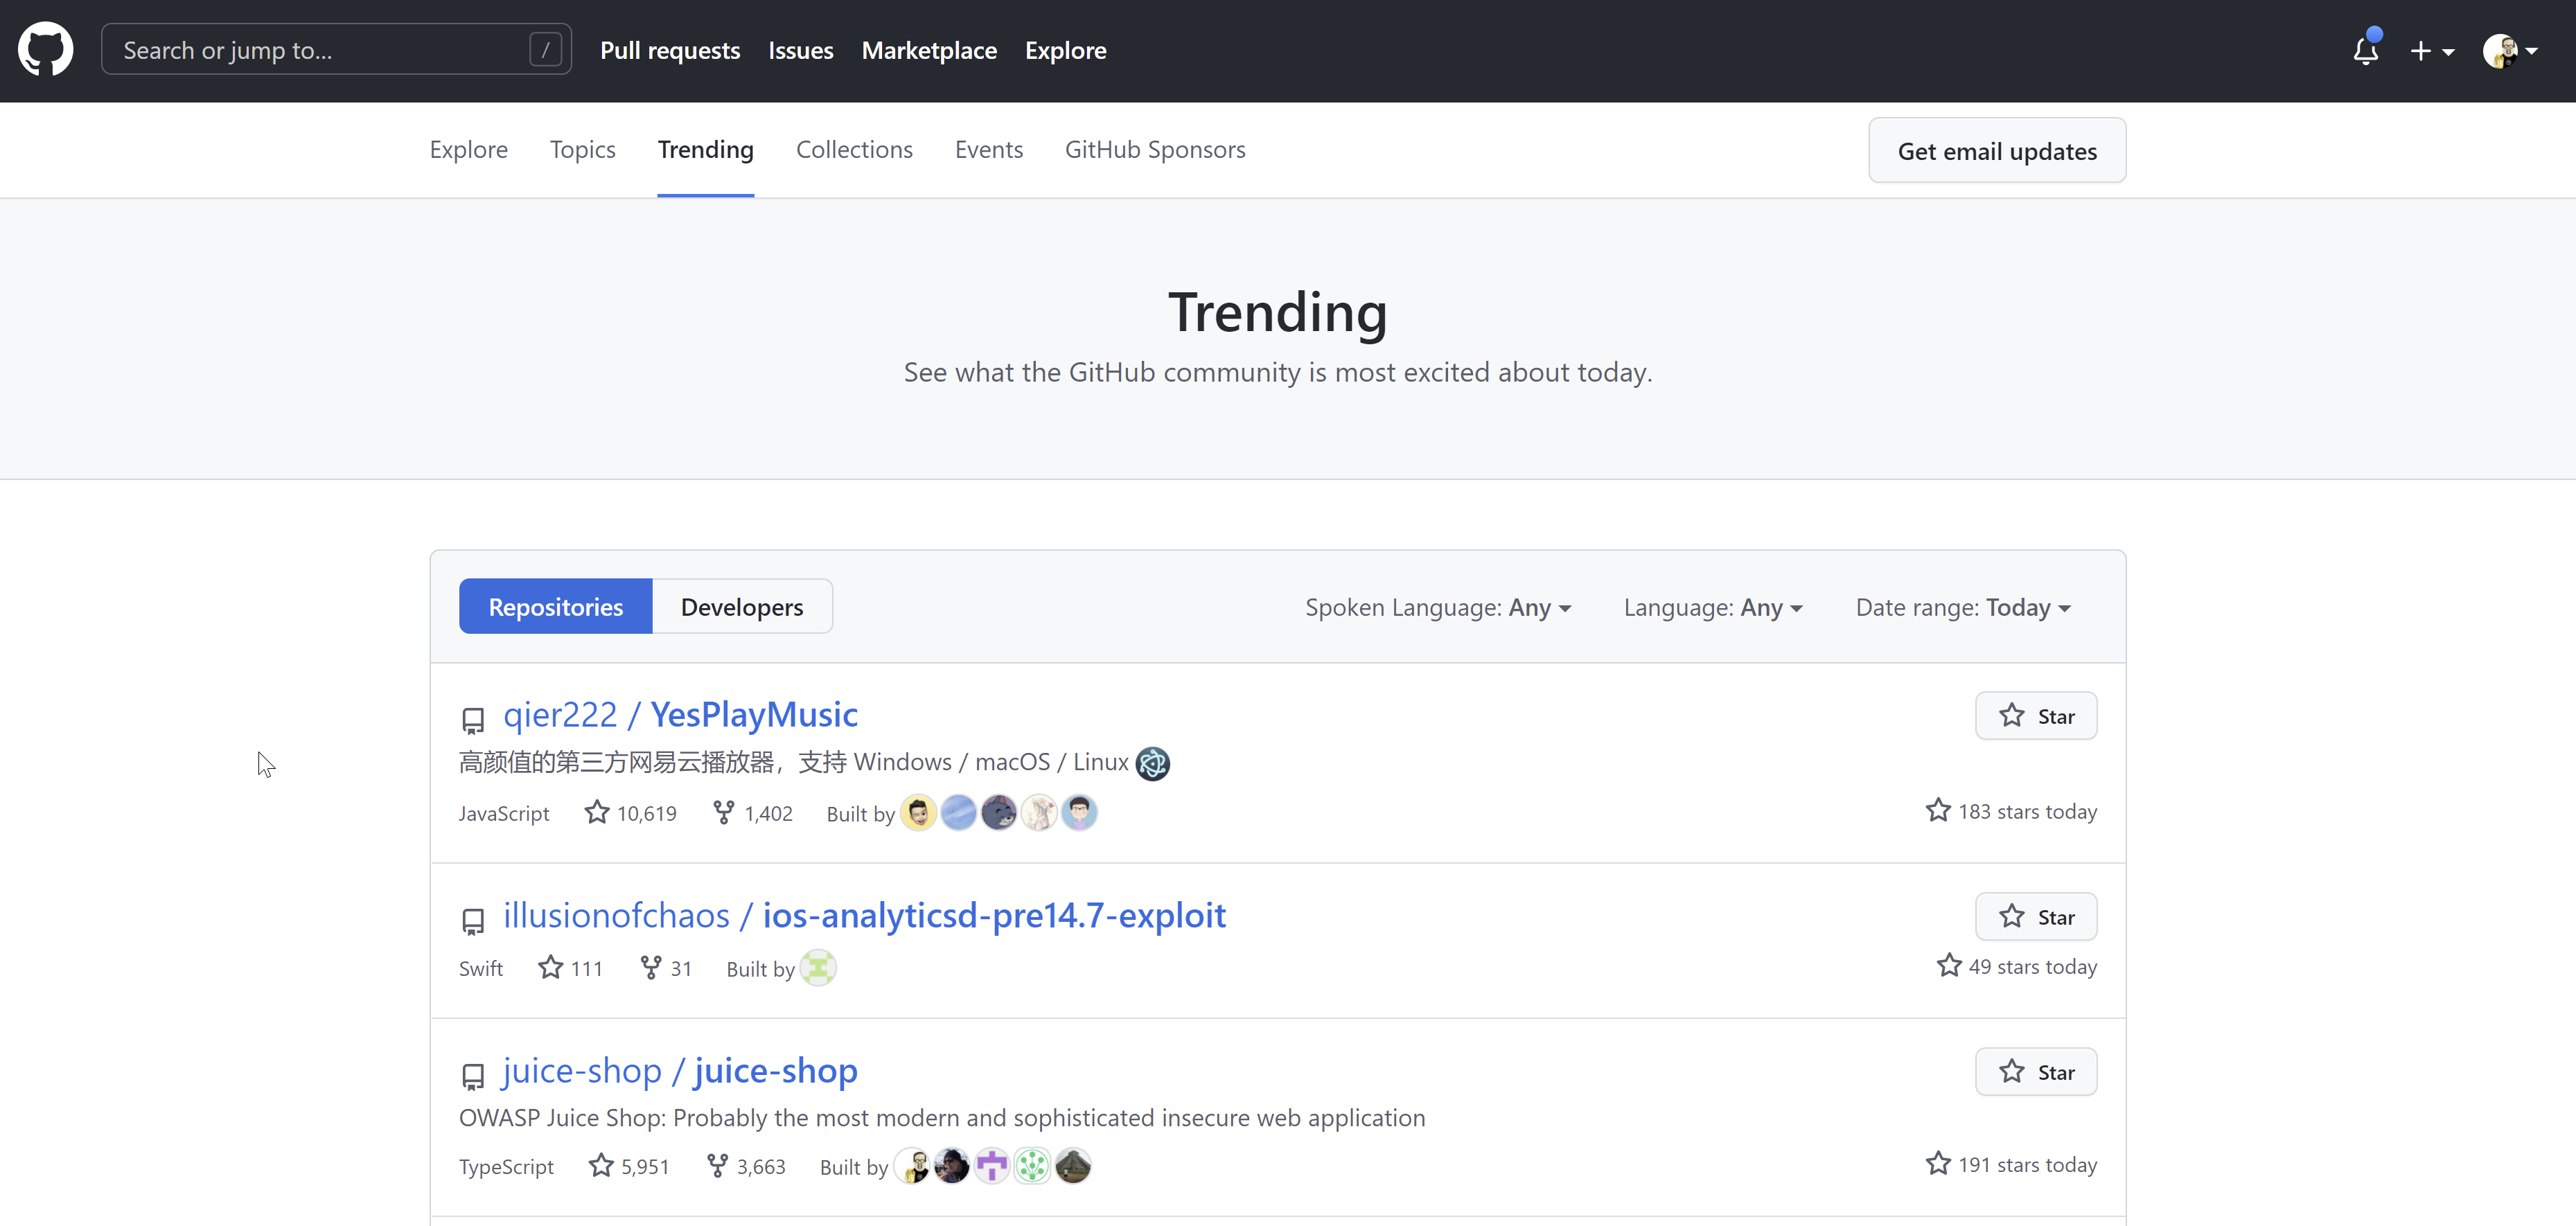 Search or jump to... /
Pull requests Issues Marketplace Explore
Explore Topics Trending Collections Events GitHub Sponsors
Get email updates
Trending
See what the GitHub community is most excited about today.
Repositories Developers
Spoken Language: Any Language: Any Date range: Today
qier222 / YesPlayMusic
Star
高颜值的第三方网易云播放器，支持 Windows / macOS / Linux
JavaScript 10,619 1,402 Built by
183 stars today
illusionofchaos / ios-analyticsd-pre14.7-exploit
Star
Swift 111 31 Built by
49 stars today
juice-shop / juice-shop
Star
OWASP Juice Shop: Probably the most modern and sophisticated insecure web application
TypeScript 5,951 3,663 Built by
191 stars today